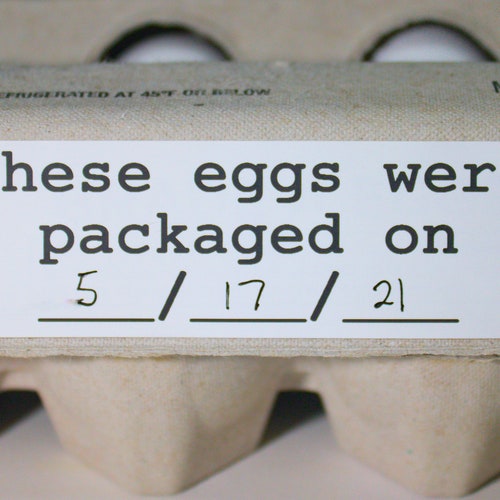 EFRIGERATED AT 45°F OR BELOW
N
hese eggs wer
packaged on
5 / 17 / 21